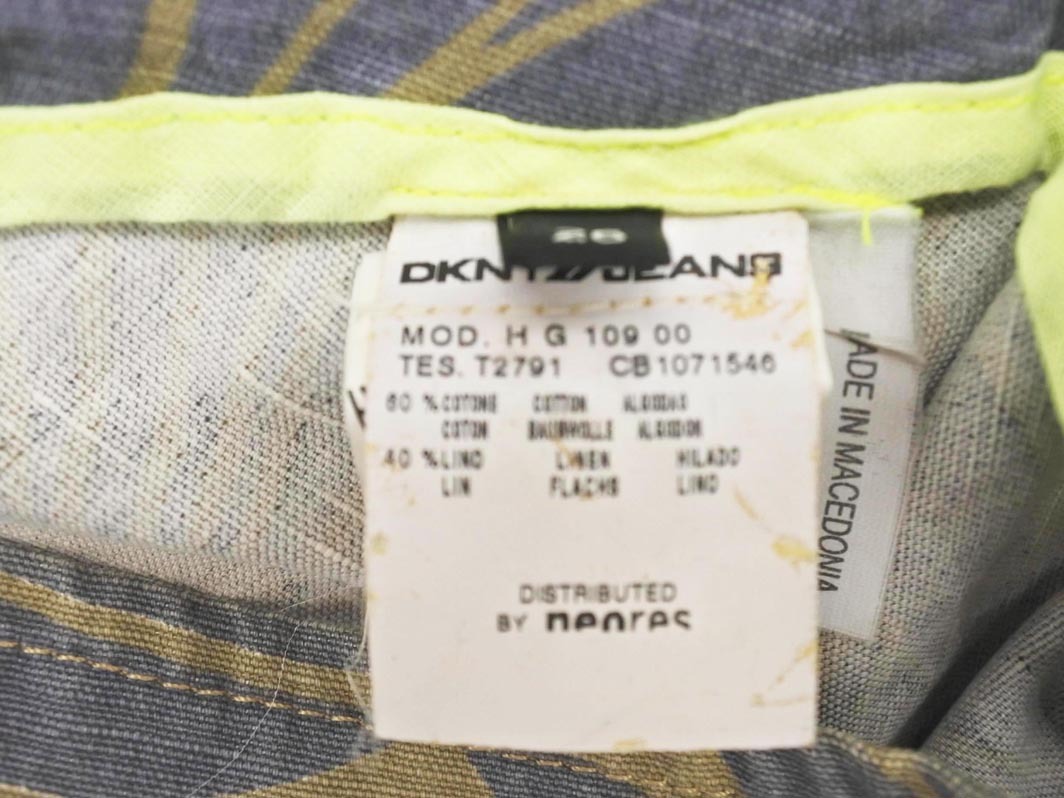 26
DKNY JEANS
MOD. H G 109 00
TES. T2791 CB1071546
60 % COTONE COTTON ALGODAO
COTON BAUMWOLLE ALGODON
40 % LINO LINEN HILADO
LIN FLACHS LINO
DISTRIBUTED
BY
MADE IN MACEDONIA